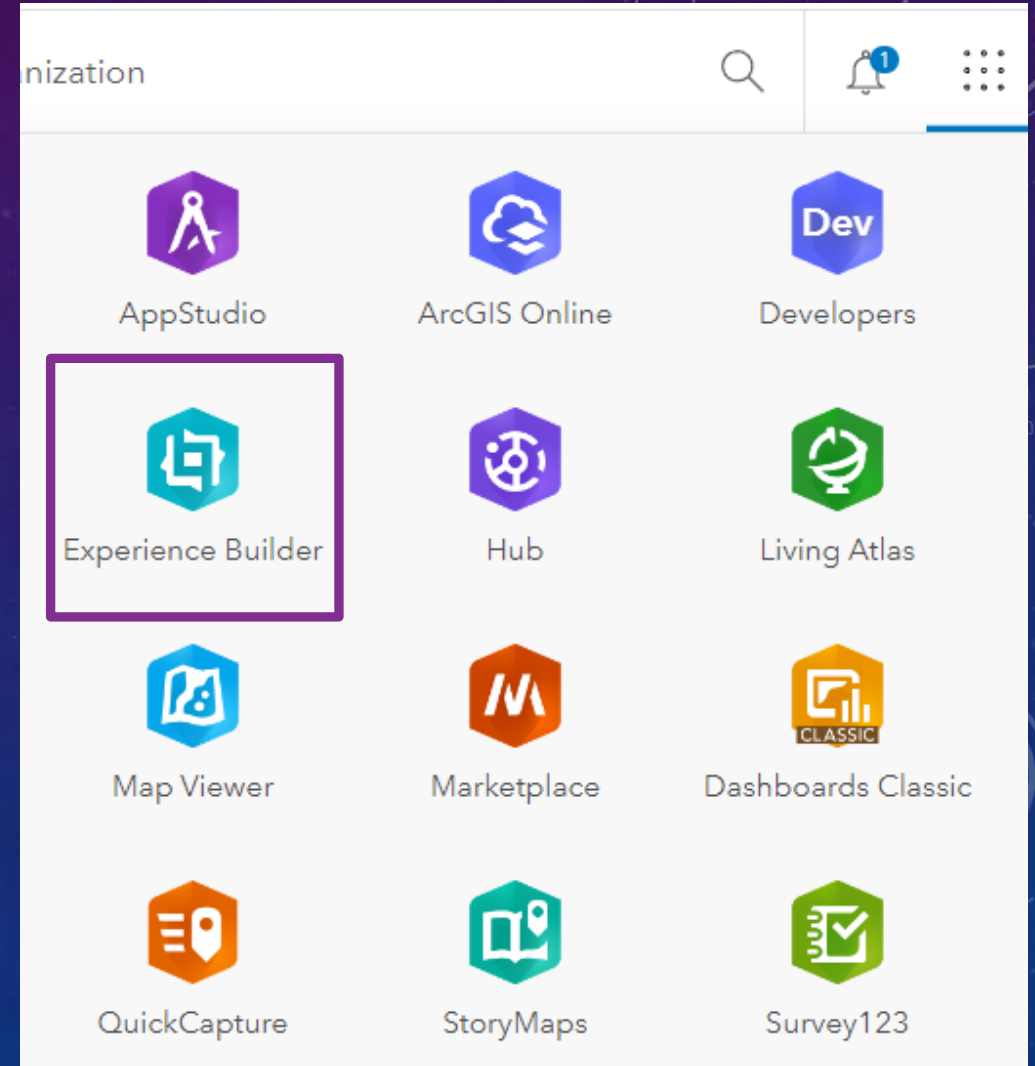 nization
1
Dev
AppStudio ArcGIS Online Developers
Experience Builder Hub Living Atlas
CLASSIC
Map Viewer Marketplace Dashboards Classic
QuickCapture StoryMaps Survey123